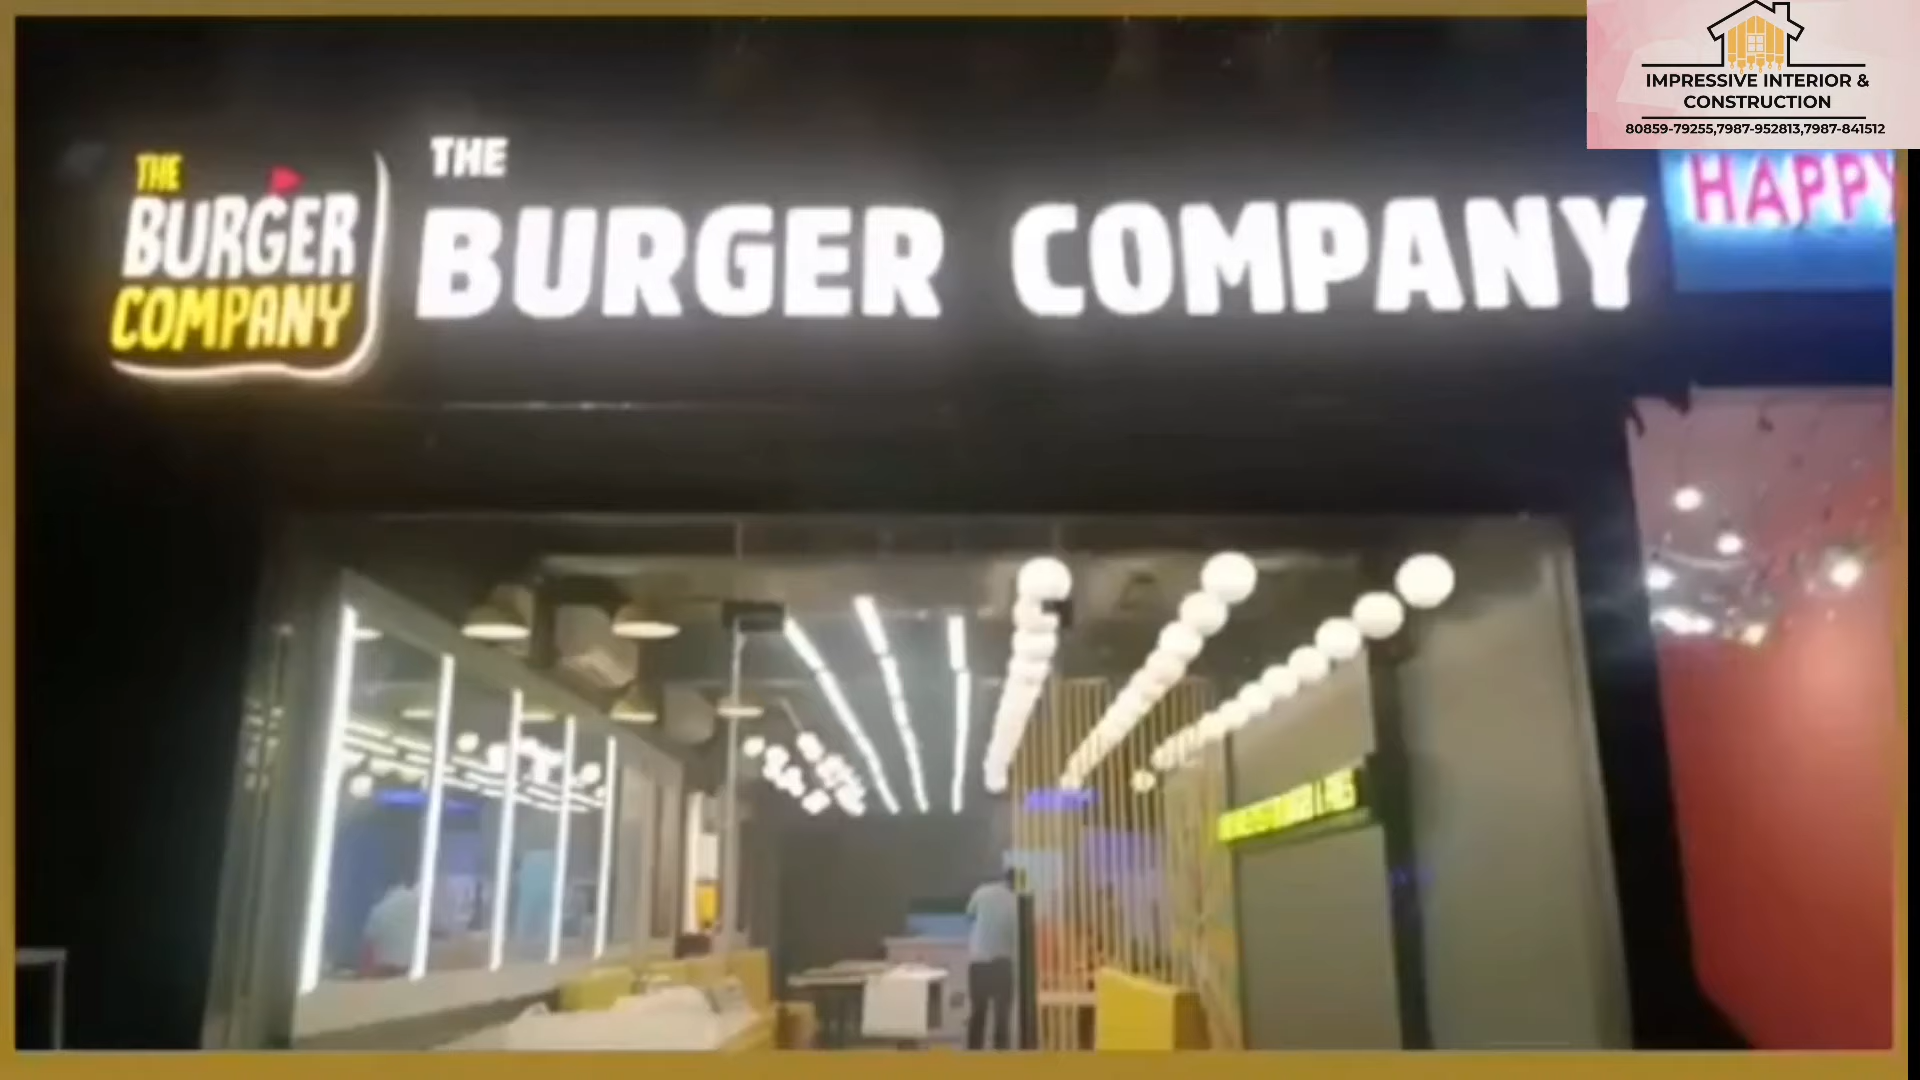 IMPRESSIVE INTERIOR &
CONSTRUCTION
80859-79255,7987-952813,7987-841512
THE
BURGER
COMPANY
THE
BURGER COMPANY
HAPPY